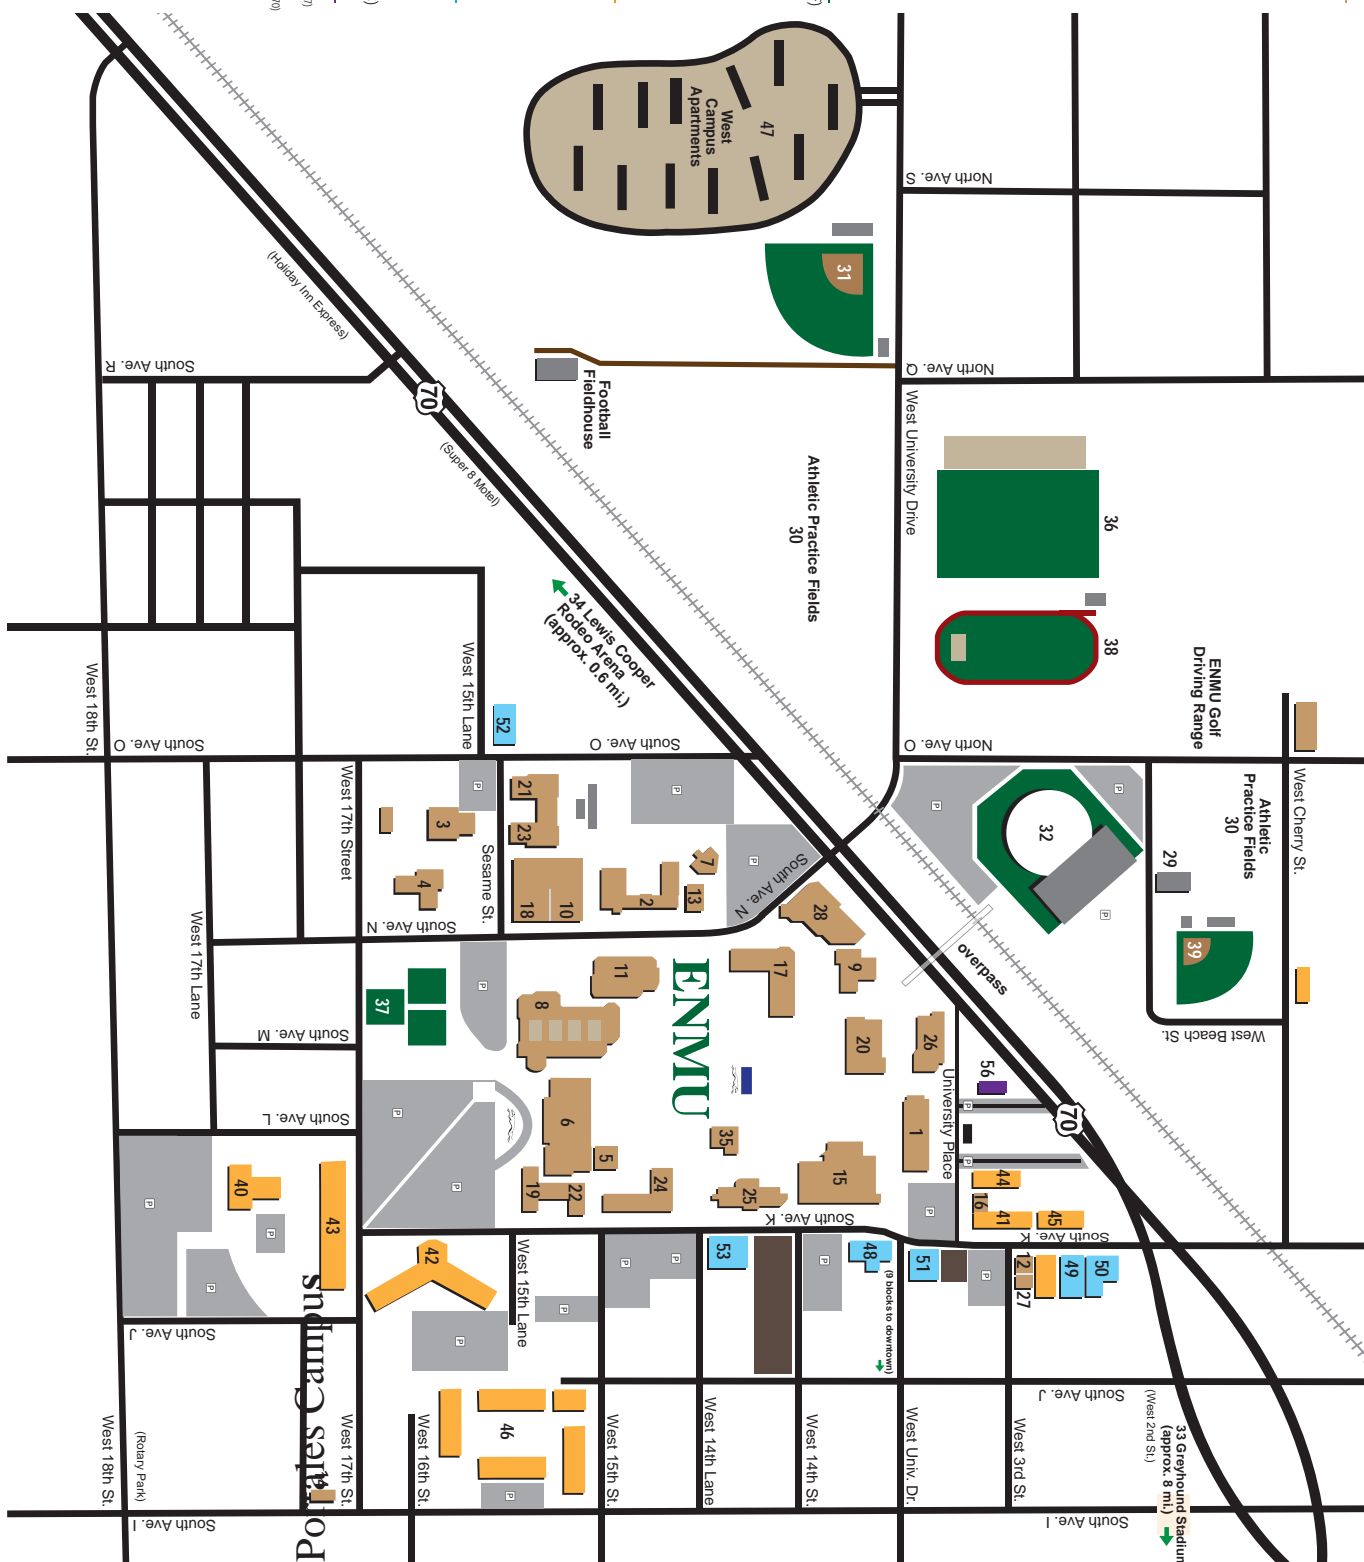 70)
7)
)
7)
47
West
Campus
Apartments
North Ave. S
31
(Holiday Inn Express)
South Ave. R
North Ave. Q
70
Football
Fieldhouse
West University Drive
(Super 8 Motel)
Athletic Practice Fields
30
36
34 Lewis Cooper
Rodeo Arena
(approx. 0.6 mi.)
38
ENMU Golf
Driving Range
West 18th St.
West 15th Lane
52
South Ave. O
South Ave. O
North Ave. O
West 17th Street
P
21
P
P
P
West Cherry St.
Athletic
Practice Fields
30
3
23
32
Sesame St.
7
P
South Ave. N
29
4
18
10
2
13
28
P
South Ave. N
West 17th Lane
39
overpass
11
17
9
P
37
8
ENMU
20
26
South Ave. M
West Beach St.
56
University Place
P
6
P
70
South Ave. L
35
1
5
P
15
40
P
P
19
22
24
25
44
16
41
45
P
43
P
South Ave. K
South Ave. K
42
West 15th Lane
P
P
53
P
48
51
P
12
27
49
50
P
(9 blocks to downtown)
P
P
South Ave. J
South Ave. J
Portales Campus
46
West 18th St.
(Rotary Park)
West 17th St.
West 16th St.
West 15th St.
West 14th Lane
West 14th St.
West Univ. Dr.
West 3rd St.
(West 2nd St.)
33 Greyhound Stadium
(approx. 8 mi.)
P
South Ave. I
South Ave. I